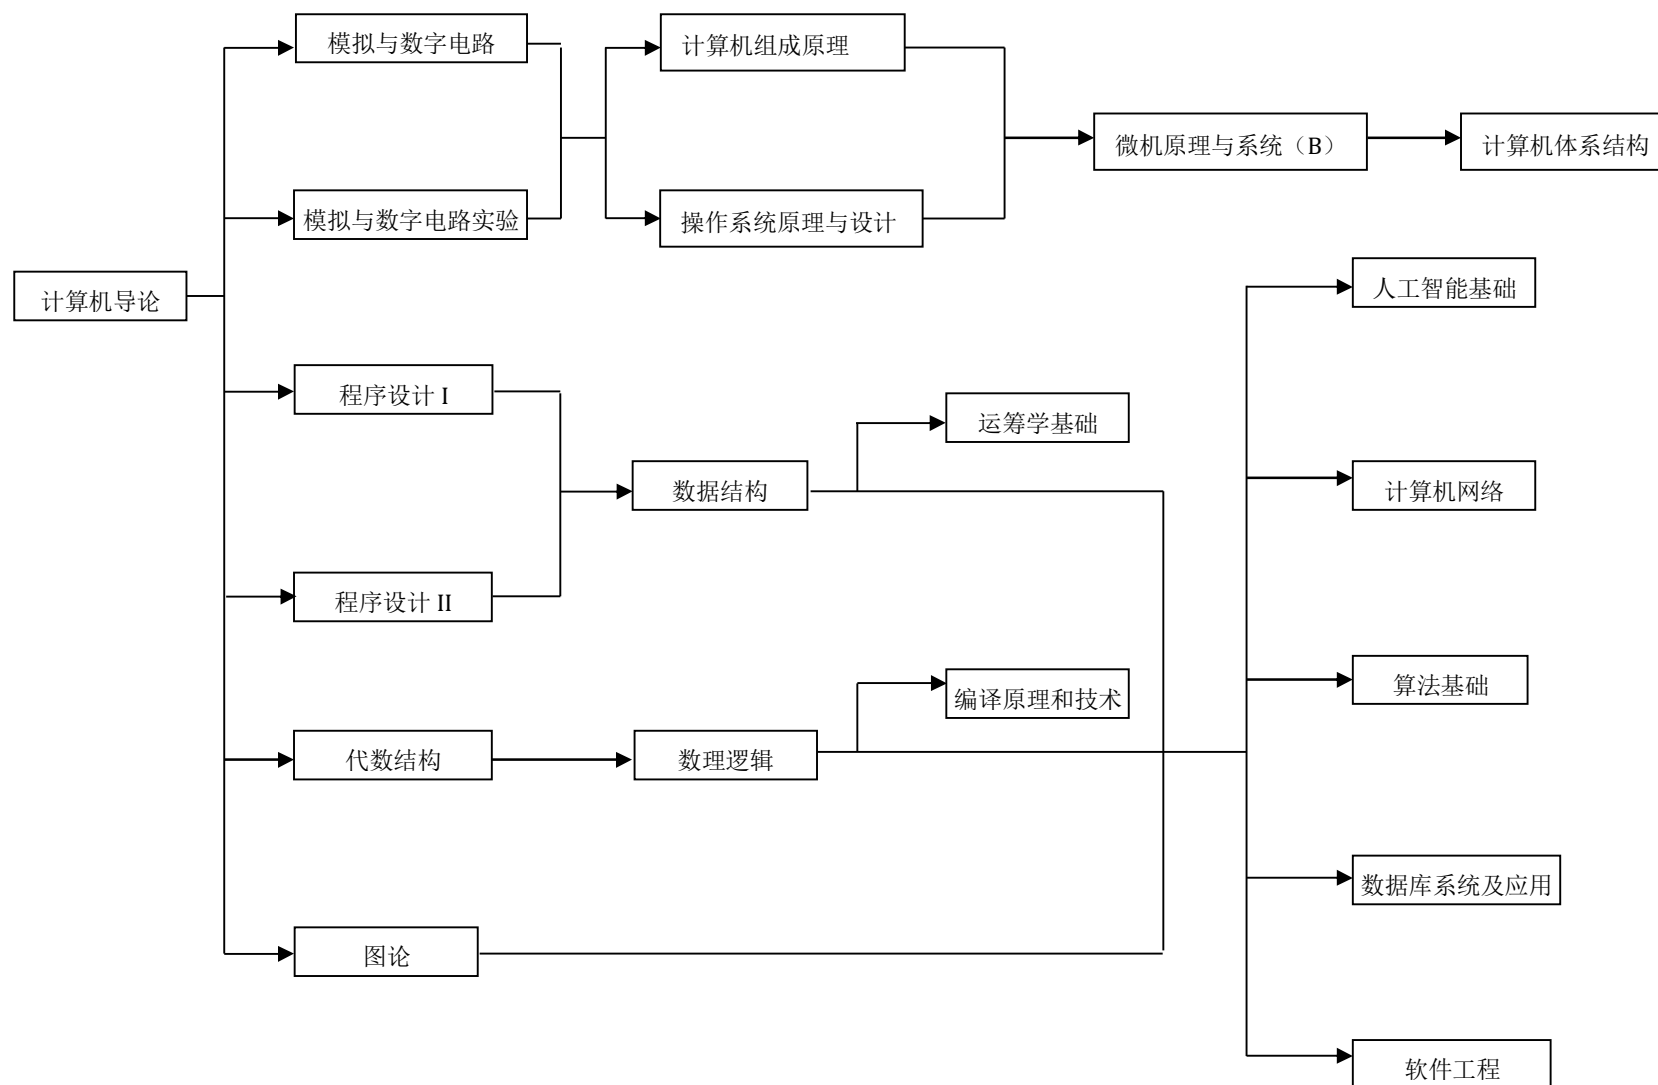 模拟与数字电路
计算机组成原理
微机原理与系统（B）
计算机体系结构
模拟与数字电路实验
操作系统原理与设计
计算机导论
人工智能基础
程序设计 I
运筹学基础
数据结构
计算机网络
程序设计 II
编译原理和技术
算法基础
代数结构
数理逻辑
数据库系统及应用
图论
软件工程